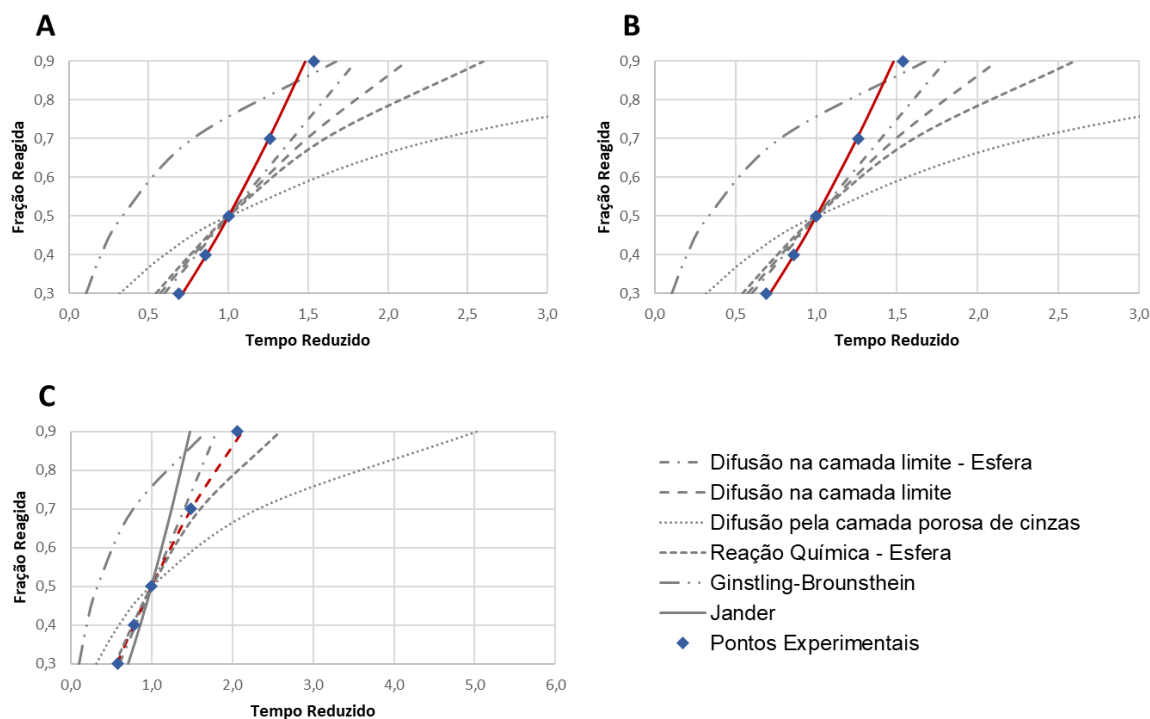 A
0,9
0,8
0,7
0,6
0,5
0,4
0,3
Fração Reagida
0,0 0,5 1,0 1,5 2,0 2,5 3,0
Tempo Reduzido
B
0,9
0,8
0,7
0,6
0,5
0,4
0,3
Fração Reagida
0,0 0,5 1,0 1,5 2,0 2,5 3,0
Tempo Reduzido
C
0,9
0,8
0,7
0,6
0,5
0,4
0,3
Fração Reagida
0,0 1,0 2,0 3,0 4,0 5,0 6,0
Tempo Reduzido
Difusão na camada limite - Esfera
Difusão na camada limite
Difusão pela camada porosa de cinzas
Reação Química - Esfera
Ginstling-Brounsthein
Jander
Pontos Experimentais